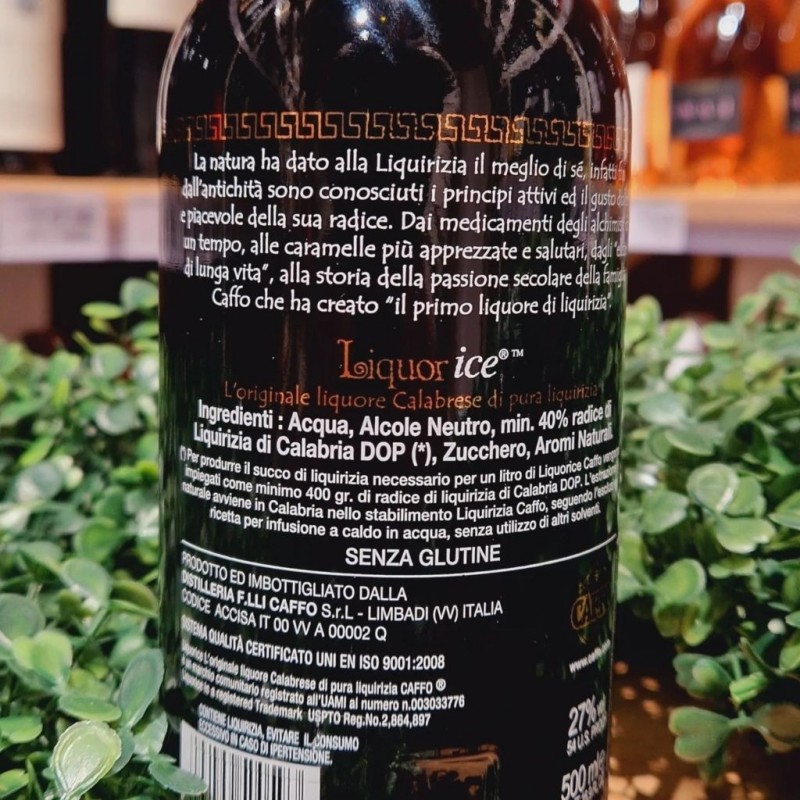 La natura ha dato alla Liquirizia il meglio di sé, infatti
dall'antichità sono conosciuti i principi attivi ed il gusto
e piacevole della sua radice. Dai medicamenti degli
un tempo, alle caramelle più apprezzate e salutari, dagli
di lunga vita", alla storia della passione secolare della
Caffo che ha creato "il primo liquore di liquirizia".
Liquorice®™
L'originale liquore Calabrese di pura liquirizia
Ingredienti : Acqua, Alcole Neutro, min. 40% radice di
Liquirizia di Calabria DOP (*), Zucchero, Aromi Naturali.
(*) Per produrre il succo di liquirizia necessario per un litro di Liquorice Caffo
impiegati come minimo 400 gr. di radice di liquirizia di Calabria DOP.
naturale avviene in Calabria nello stabilimento Liquirizia Caffo, seguendo
ricetta per infusione a caldo in acqua, senza utilizzo di altri solventi.
SENZA GLUTINE
PRODOTTO ED IMBOTTIGLIATO DALLA
DISTILLERIA F.LLI CAFFO S.r.L - LIMBADI (VV) ITALIA
CODICE ACCISA IT 00 VV A 00002 Q
SISTEMA QUALITÀ CERTIFICATO UNI EN ISO 9001:2008
Liquorice L'originale liquore Calabrese di pura liquirizia CAFFO ®
è un marchio comunitario registrato all'UAMI al numero n.003033776
Liquorice is a registered Trademark USPTO Reg.No.2,864,897
CONTIENE LIQUIRIZIA, EVITARE IL CONSUMO
ECCESSIVO IN CASO DI IPERTENSIONE.
27%
54 U.S.
500 ml